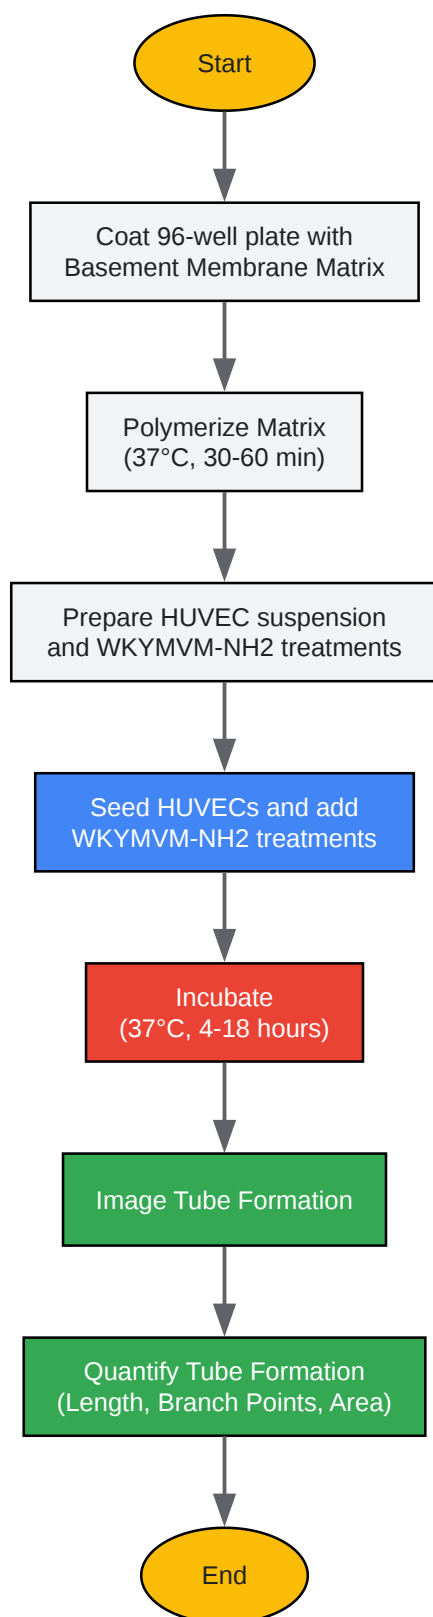 Start
Coat 96-well plate with
Basement Membrane Matrix
Polymerize Matrix
(37°C, 30-60 min)
Prepare HUVEC suspension
and WKYMVM-NH2 treatments
Seed HUVECs and add
WKYMVM-NH2 treatments
Incubate
(37°C, 4-18 hours)
Image Tube Formation
Quantify Tube Formation
(Length, Branch Points, Area)
End